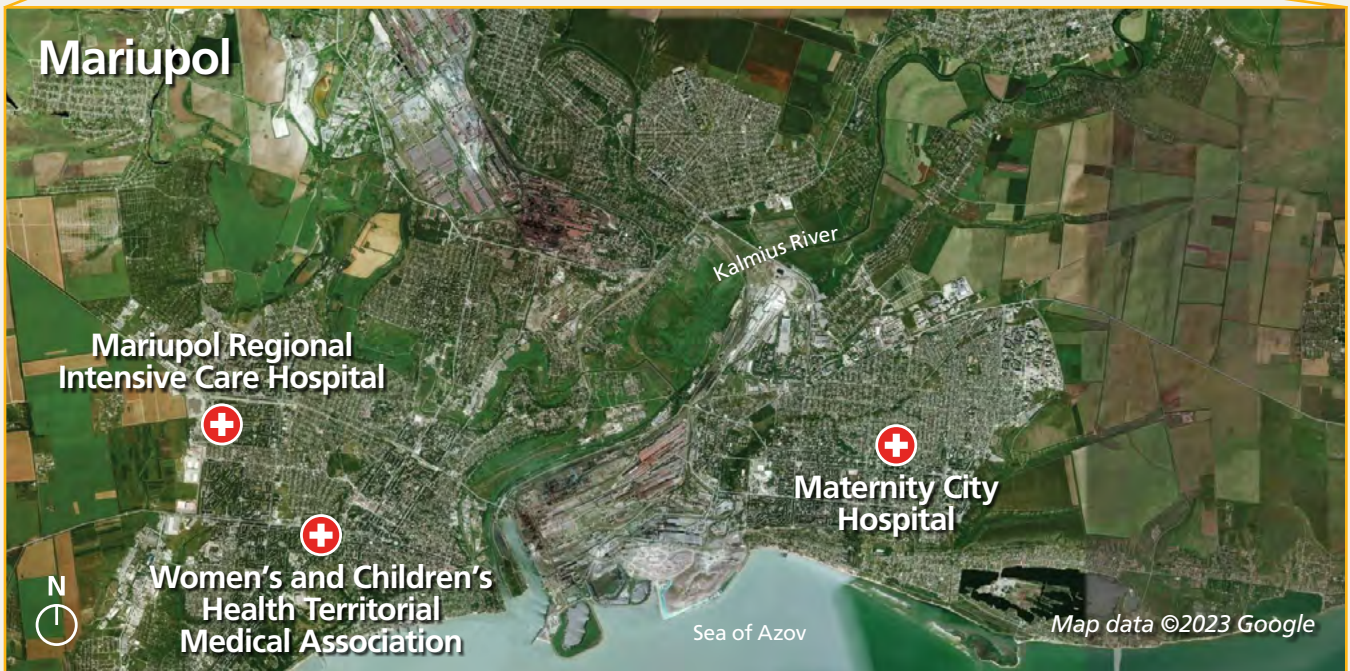 Mariupol
Kalmius River
Mariupol Regional
Intensive Care Hospital
Maternity City
Hospital
Women's and Children's
Health Territorial
Medical Association
N
Sea of Azov
Map data ©2023 Google